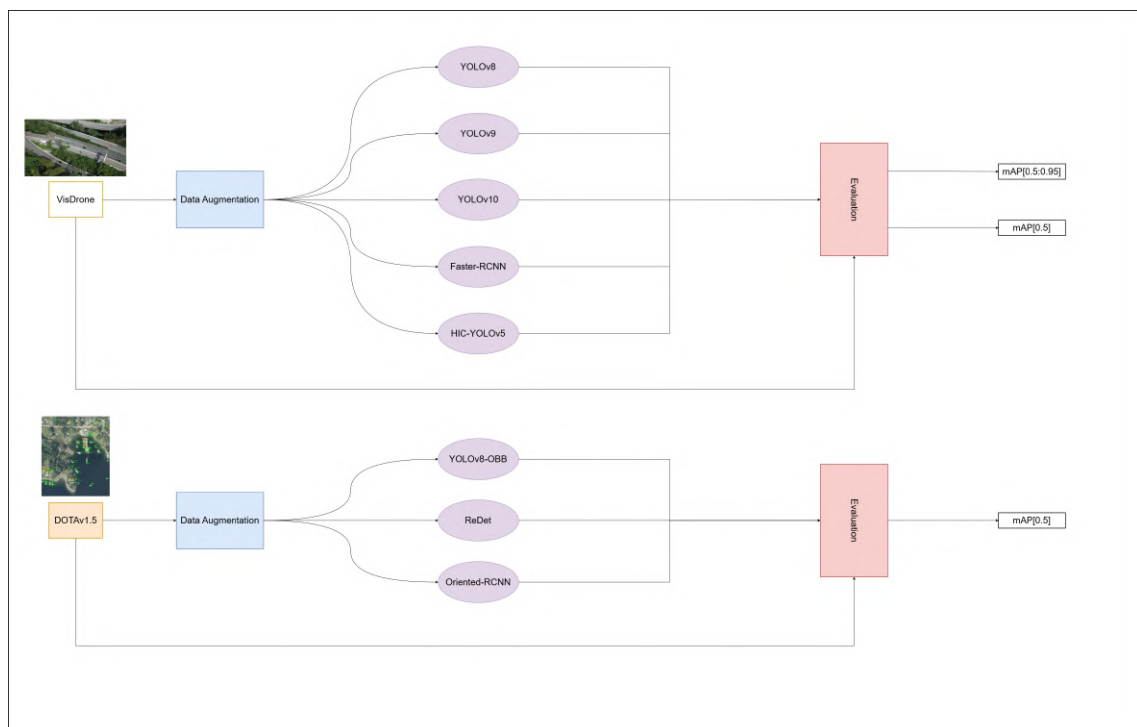 YOLOv8
YOLOv9
VisDrone
Data Augmentation
YOLOv10
Evaluation
mAP[0.5:0.95]
mAP[0.5]
Faster-RCNN
HIC-YOLOv5
YOLOv8-OBB
DOTAv1.5
Data Augmentation
ReDet
Evaluation
mAP[0.5]
Oriented-RCNN